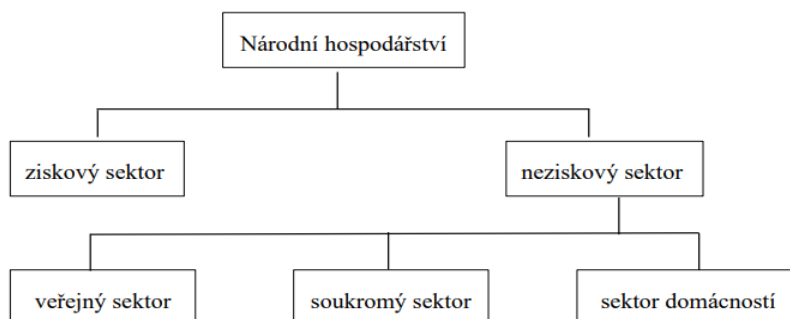 Národní hospodářství
ziskový sektor
neziskový sektor
veřejný sektor
soukromý sektor
sektor domácností